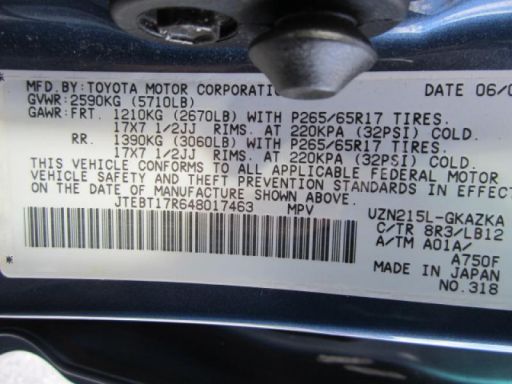 MFD.BY:TOYOTA MOTOR CORPORATION DATE 06/0
GVWR:2590KG (5710LB)
GAWR:FRT. 1210KG (2670LB) WITH P265/65R17 TIRES.
17X7 1/2JJ RIMS. AT 220KPA (32PSI) COLD.
RR. 1390KG (3060LB) WITH P265/65R17 TIRES.
17X7 1/2JJ RIMS. AT 220KPA (32PSI) COLD.
THIS VEHICLE CONFORMS TO ALL APPLICABLE FEDERAL MOTOR
VEHICLE SAFETY AND THEFT PREVENTION STANDARDS IN EFFEC
ON THE DATE OF MANUFACTURE SHOWN ABOVE.
JTEBT17R648017463 MPV UZN215L-GKAZKA
C/TR 8R3/LB12
A/TM A01A/
A750F
MADE IN JAPAN
NO.318